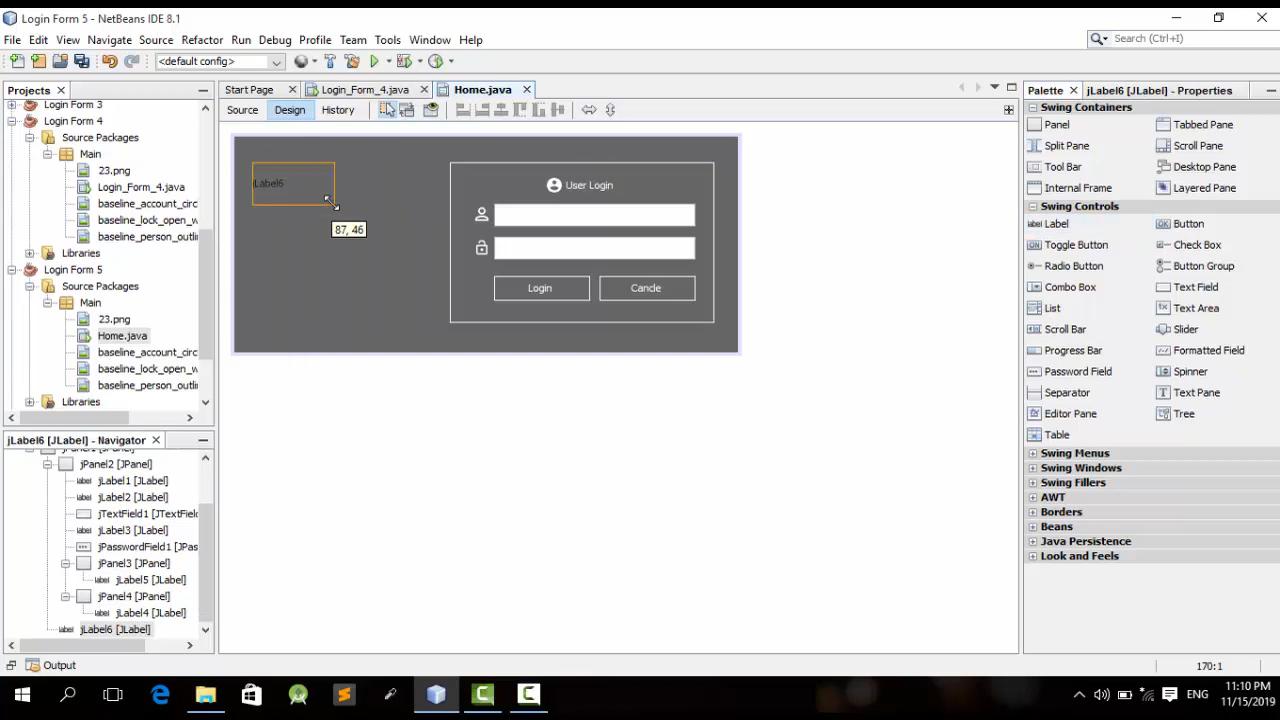 Login Form 5 - NetBeans IDE 8.1
File Edit View Navigate Source Refactor Run Debug Profile Team Tools Window Help
Search (Ctrl+I)
<default config>
Projects
Login Form 3
Login Form 4
Source Packages
Main
23.png
Login_Form_4.java
baseline_account_circ
baseline_lock_open_w
baseline_person_outli
Libraries
Login Form 5
Source Packages
Main
23.png
Home.java
baseline_account_circ
baseline_lock_open_w
baseline_person_outli
Libraries
jLabel6 [JLabel] - Navigator
jPanel2 [JPanel]
jLabel1 [JLabel]
jLabel2 [JLabel]
jTextField1 [JTextFie
jLabel3 [JLabel]
jPasswordField1 [JPas
jPanel3 [JPanel]
jLabel5 [JLabel]
jPanel4 [JPanel]
jLabel4 [JLabel]
jLabel6 [JLabel]
Output
Start Page Login_Form_4.java Home.java
Source Design History
jLabel6
87, 46
User Login
Login Cancle
Palette jLabel6 [JLabel] - Properties
Swing Containers
Panel Tabbed Pane
Split Pane Scroll Pane
Tool Bar Desktop Pane
Internal Frame Layered Pane
Swing Controls
Label Button
Toggle Button Check Box
Radio Button Button Group
Combo Box Text Field
List Text Area
Scroll Bar Slider
Progress Bar Formatted Field
Password Field Spinner
Separator Text Pane
Editor Pane Tree
Table
Swing Menus
Swing Windows
Swing Fillers
AWT
Borders
Beans
Java Persistence
Look and Feels
170:1
ENG
11:10 PM
11/15/2019